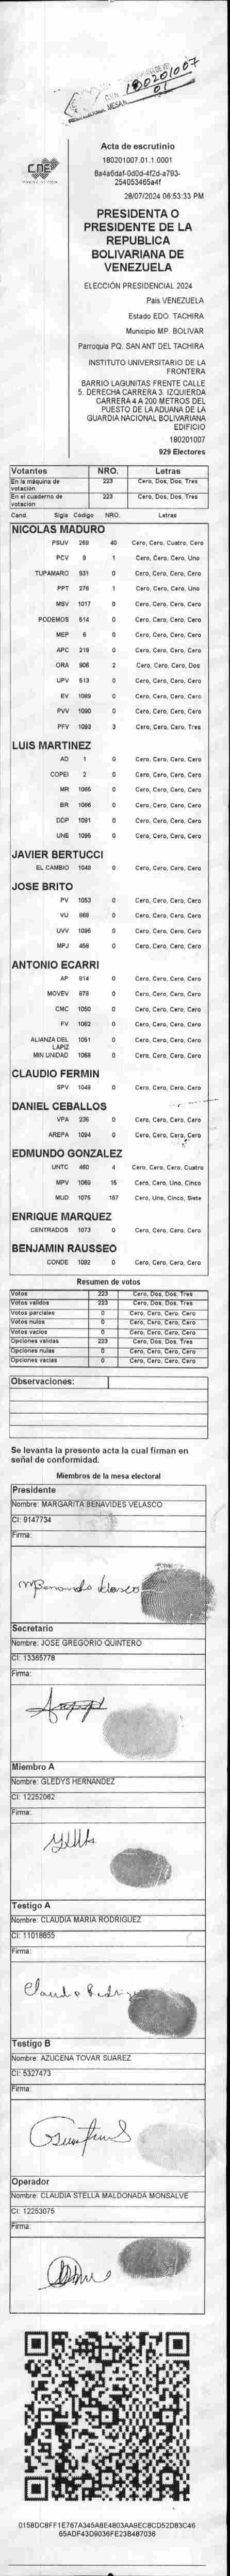 180201007
01
MESA N
CNE
Acta de escrutinio
180201007.01.1.0001
8a4a6daf-0d0d-4f2d-a793-
254053465a4f
28/07/2024 06:53:33 PM
PRESIDENTA O
PRESIDENTE DE LA
REPUBLICA
BOLIVARIANA DE
VENEZUELA
ELECCIÓN PRESIDENCIAL 2024
País VENEZUELA
Estado EDO. TACHIRA
Municipio MP. BOLIVAR
Parroquia PQ. SAN ANT DEL TACHIRA
INSTITUTO UNIVERSITARIO DE LA
FRONTERA
BARRIO LAGUNITAS FRENTE CALLE
5. DERECHA CARRERA 3. IZQUIERDA
CARRERA 4 A 200 METROS DEL
PUESTO DE LA ADUANA DE LA
GUARDIA NACIONAL BOLIVARIANA
EDIFICIO
180201007
929 Electores
Votantes NRO. Letras
En la máquina de votación 223 Cero, Dos, Dos, Tres
En el cuaderno de votación 223 Cero, Dos, Dos, Tres
Cand. Sigla Código NRO. Letras
NICOLAS MADURO
PSUV 269 40 Cero, Cero, Cuatro, Cero
PCV 9 1 Cero, Cero, Cero, Uno
TUPAMARO 931 0 Cero, Cero, Cero, Cero
PPT 276 1 Cero, Cero, Cero, Uno
MSV 1017 0 Cero, Cero, Cero, Cero
PODEMOS 514 0 Cero, Cero, Cero, Cero
MEP 6 0 Cero, Cero, Cero, Cero
APC 219 0 Cero, Cero, Cero, Cero
ORA 906 2 Cero, Cero, Cero, Dos
UPV 513 0 Cero, Cero, Cero, Cero
EV 1089 0 Cero, Cero, Cero, Cero
PVV 1090 0 Cero, Cero, Cero, Cero
PFV 1093 3 Cero, Cero, Cero, Tres
LUIS MARTINEZ
AD 1 0 Cero, Cero, Cero, Cero
COPEI 2 0 Cero, Cero, Cero, Cero
MR 1065 0 Cero, Cero, Cero, Cero
BR 1066 0 Cero, Cero, Cero, Cero
DDP 1091 0 Cero, Cero, Cero, Cero
UNE 1095 0 Cero, Cero, Cero, Cero
JAVIER BERTUCCI
EL CAMBIO 1048 0 Cero, Cero, Cero, Cero
JOSE BRITO
PV 1053 0 Cero, Cero, Cero, Cero
VU 868 0 Cero, Cero, Cero, Cero
UVV 1096 0 Cero, Cero, Cero, Cero
MPJ 458 0 Cero, Cero, Cero, Cero
ANTONIO ECARRI
AP 814 0 Cero, Cero, Cero, Cero
MOVEV 878 0 Cero, Cero, Cero, Cero
CMC 1050 0 Cero, Cero, Cero, Cero
FV 1062 0 Cero, Cero, Cero, Cero
ALIANZA DEL LAPIZ 1051 0 Cero, Cero, Cero, Cero
MIN UNIDAD 1068 0 Cero, Cero, Cero, Cero
CLAUDIO FERMIN
SPV 1049 0 Cero, Cero, Cero, Cero
DANIEL CEBALLOS
VPA 236 0 Cero, Cero, Cero, Cero
AREPA 1094 0 Cero, Cero, Cero, Cero
EDMUNDO GONZALEZ
UNTC 460 4 Cero, Cero, Cero, Cuatro
MPV 1069 15 Cero, Cero, Uno, Cinco
MUD 1075 157 Cero, Uno, Cinco, Siete
ENRIQUE MARQUEZ
CENTRADOS 1073 0 Cero, Cero, Cero, Cero
BENJAMIN RAUSSEO
CONDE 1092 0 Cero, Cero, Cero, Cero
Resumen de votos
Votos 223 Cero, Dos, Dos, Tres
Votos validos 223 Cero, Dos, Dos, Tres
Votos parciales 0 Cero, Cero, Cero, Cero
Votos nulos 0 Cero, Cero, Cero, Cero
Votos vacios 0 Cero, Cero, Cero, Cero
Opciones validas 223 Cero, Dos, Dos, Tres
Opciones nulas 0 Cero, Cero, Cero, Cero
Opciones vacias 0 Cero, Cero, Cero, Cero
Observaciones:
Se levanta la presente acta la cual firman en
señal de conformidad.
Miembros de la mesa electoral
Presidente
Nombre: MARGARITA BENAVIDES VELASCO
CI: 9147734
Firma:
Secretario
Nombre: JOSE GREGORIO QUINTERO
CI: 13365778
Firma:
Miembro A
Nombre: GLEDYS HERNANDEZ
CI: 12252062
Firma:
Testigo A
Nombre: CLAUDIA MARIA RODRIGUEZ
CI: 11018855
Firma:
Testigo B
Nombre: AZUCENA TOVAR SUAREZ
CI: 5327473
Firma:
Operador
Nombre: CLAUDIA STELLA MALDONADA MONSALVE
CI: 12253075
Firma:
0158DC8FF1E767A345A8E4803AA9EC8CD52D83C46
65ADF43D9036FE23B487036